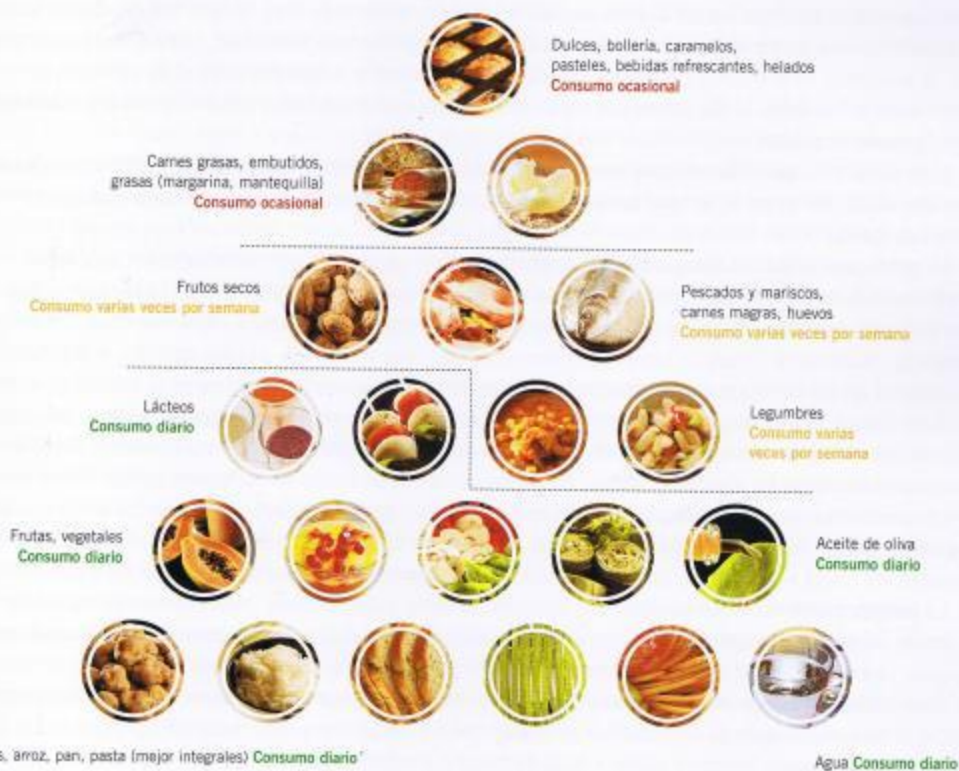 Dulces, bollería, caramelos,
pasteles, bebidas refrescantes, helados
Consumo ocasional
Carnes grasas, embutidos,
grasas (margarina, mantequilla)
Consumo ocasional
Frutos secos
Consumo varias veces por semana
Pescados y mariscos,
carnes magras, huevos
Consumo varias veces por semana
Lácteos
Consumo diario
Legumbres
Consumo varias
veces por semana
Frutas, vegetales
Consumo diario
Aceite de oliva
Consumo diario
arroz, pan, pasta (mejor integrales) Consumo diario
Agua Consumo diario